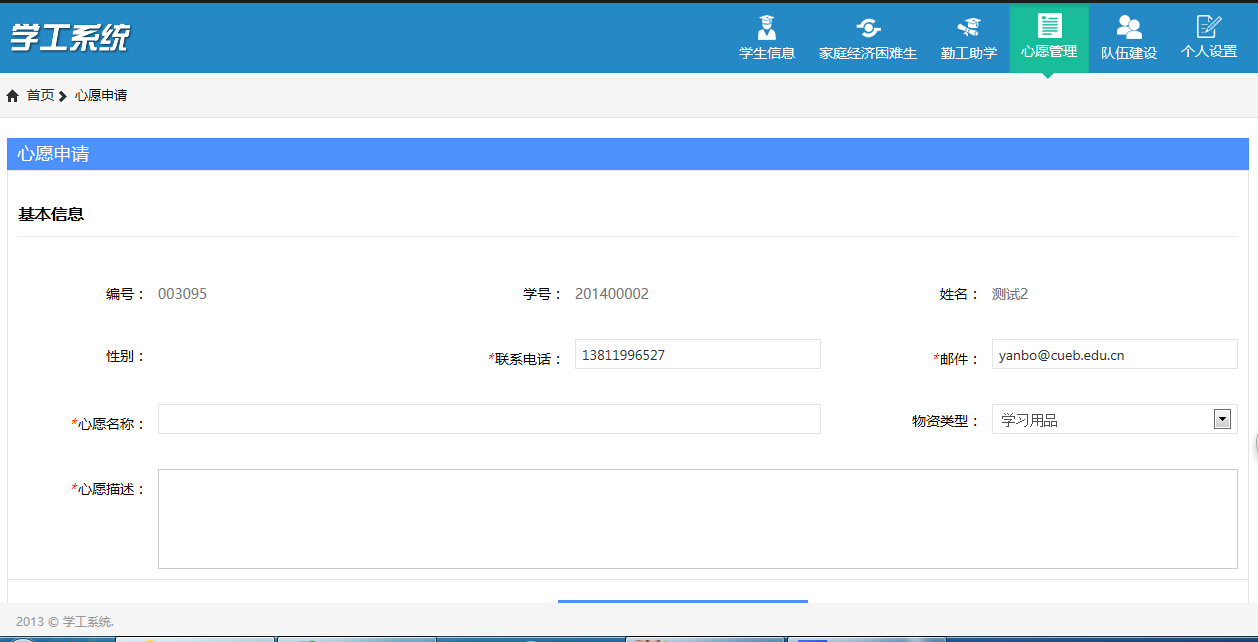 学工系统
学生信息 家庭经济困难生 勤工助学 心愿管理 队伍建设 个人设置
首页 心愿申请
心愿申请
基本信息
编号： 003095 学号： 201400002 姓名： 测试2
性别： *联系电话： 13811996527 *邮件： yanbo@cueb.edu.cn
*心愿名称： 物资类型： 学习用品
*心愿描述：
2013 © 学工系统.